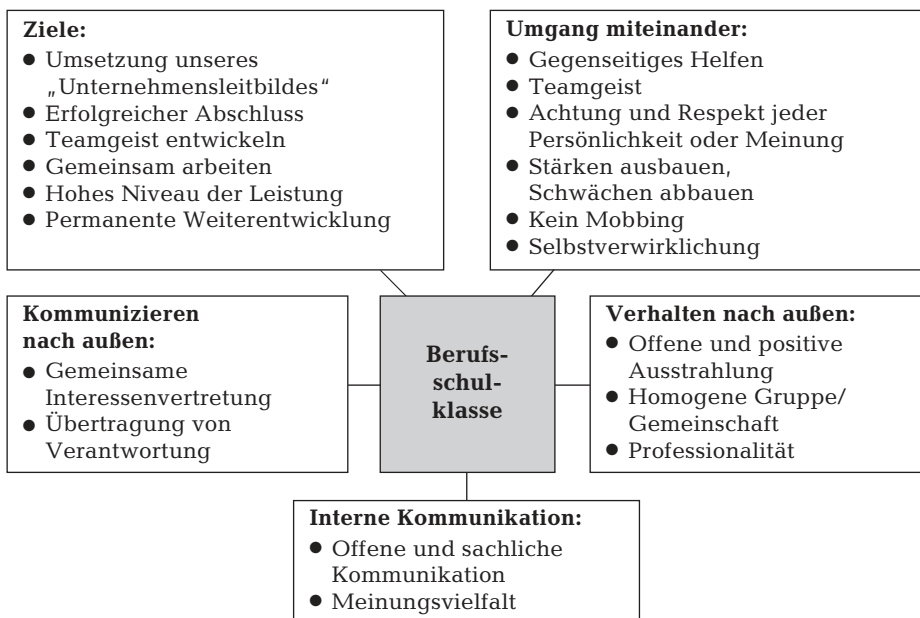 Ziele:
● Umsetzung unseres
„Unternehmensleitbildes“
● Erfolgreicher Abschluss
● Teamgeist entwickeln
● Gemeinsam arbeiten
● Hohes Niveau der Leistung
● Permanente Weiterentwicklung
Umgang miteinander:
● Gegenseitiges Helfen
● Teamgeist
● Achtung und Respekt jeder
Persönlichkeit oder Meinung
● Stärken ausbauen,
Schwächen abbauen
● Kein Mobbing
● Selbstverwirklichung
Kommunizieren
nach außen:
● Gemeinsame
Interessenvertretung
● Übertragung von
Verantwortung
Berufs-
schul-
klasse
Verhalten nach außen:
● Offene und positive
Ausstrahlung
● Homogene Gruppe/
Gemeinschaft
● Professionalität
Interne Kommunikation:
● Offene und sachliche
Kommunikation
● Meinungsvielfalt